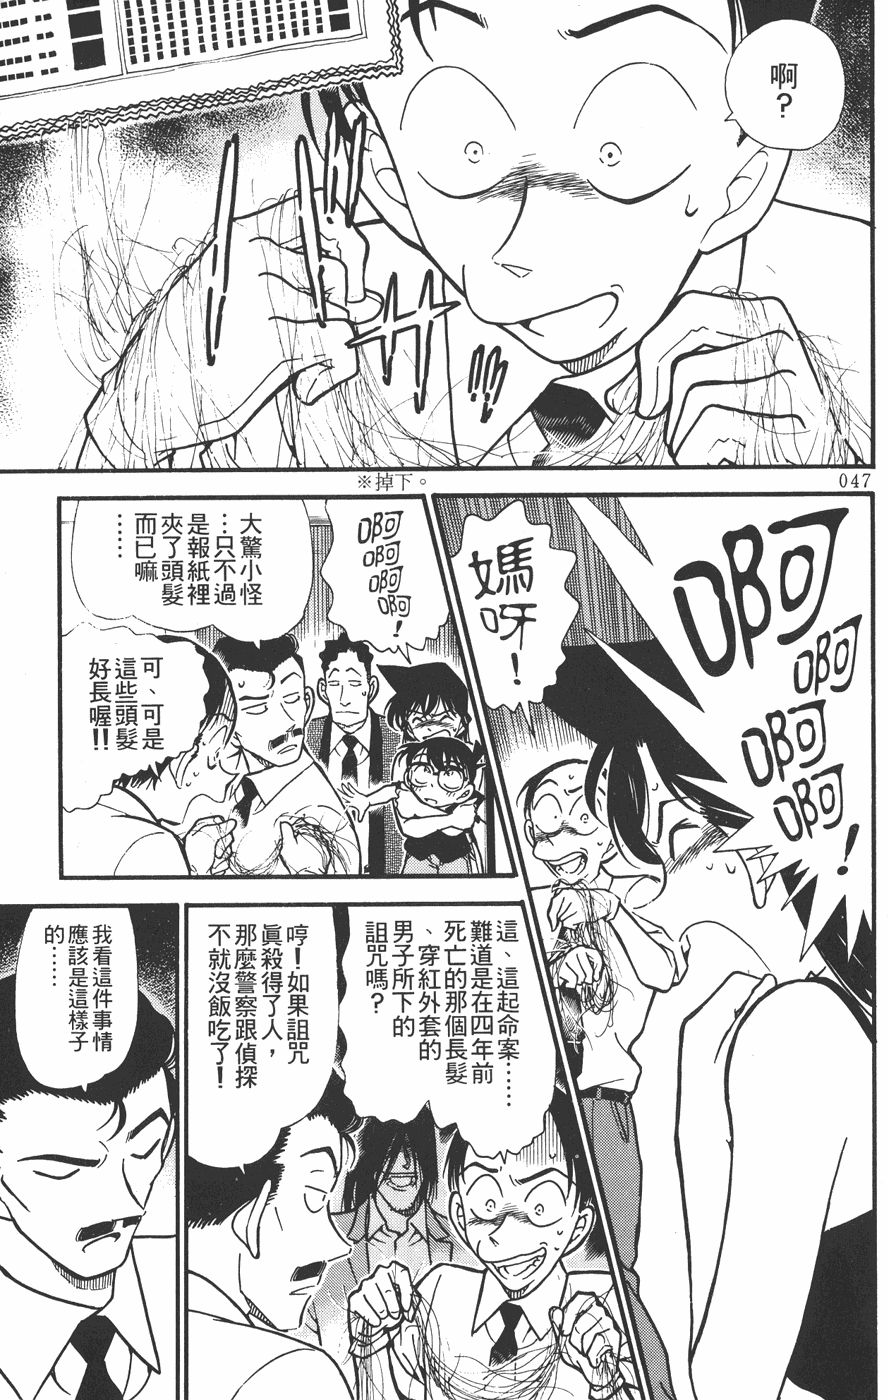 啊？
※掉下。
047
啊啊啊啊！
媽呀！
啊啊啊啊！
大驚小怪
…只不過
是報紙裡
夾了頭髮
而已嘛
……
可、可是
這些頭髮
好長喔!!
這、這起命案……
難道是在四年前
死亡的那個長髮
、穿紅外套的
男子所下的
詛咒嗎？
哼！如果詛咒
真殺得了人，
那麼警察跟偵探
不就沒飯吃了！
我看這件事情
應該是這樣子
的……